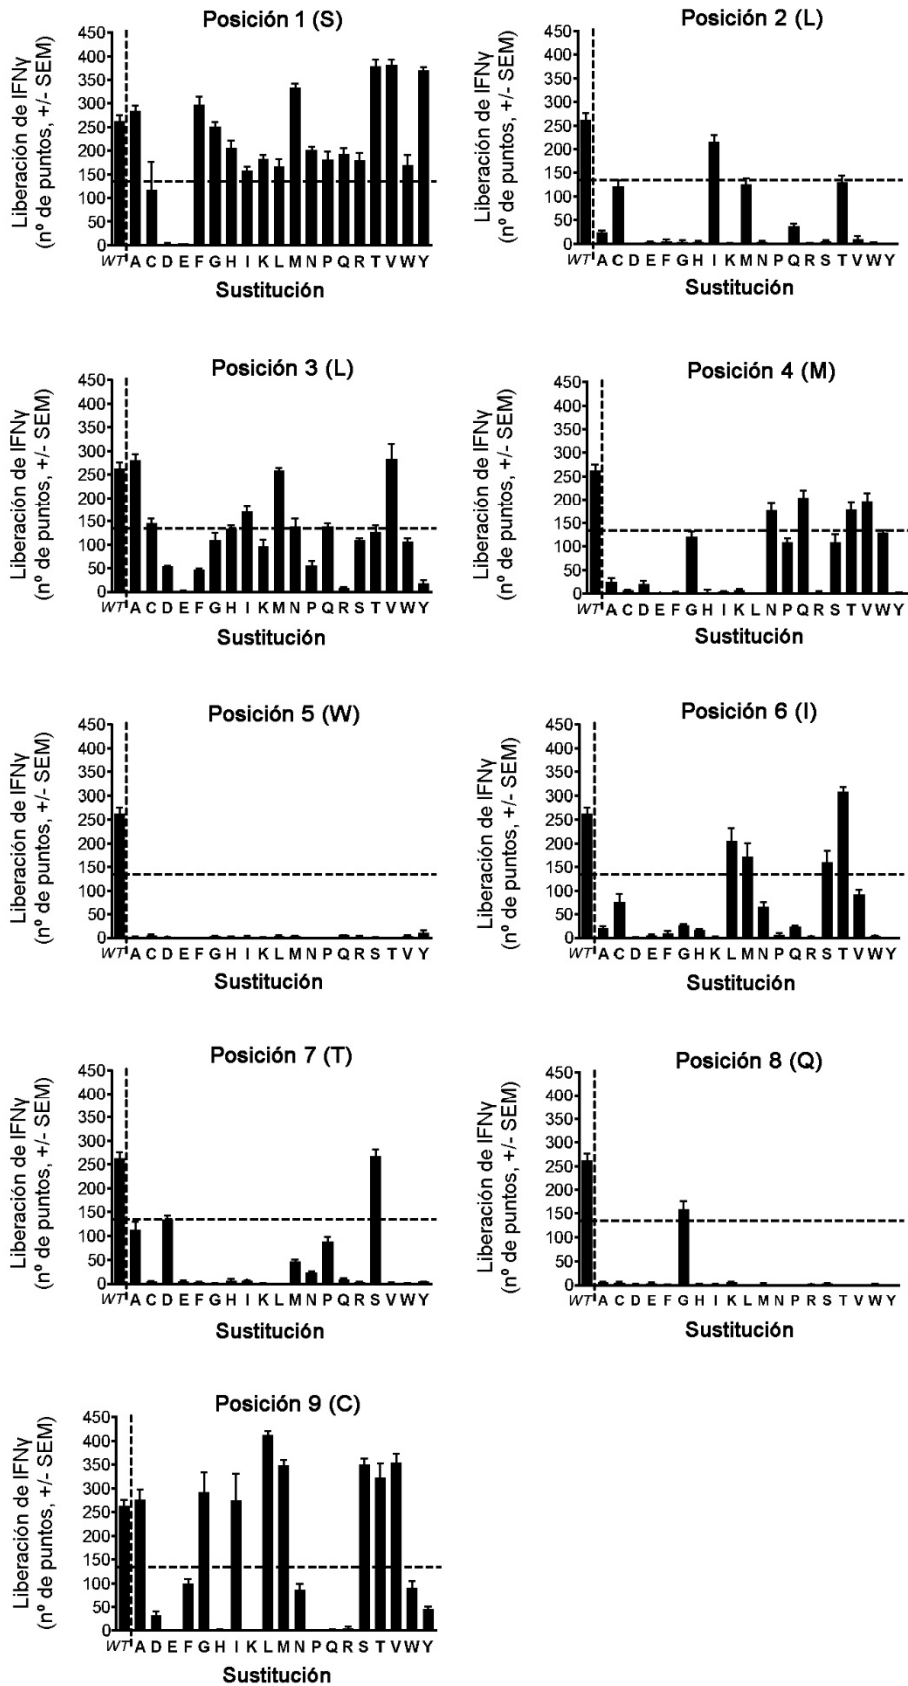 Posición 1 (S)
Liberación de IFNγ
(nº de puntos, +/- SEM)
450
400
350
300
250
200
150
100
50
0
WT A C D E F G H I K L M N P Q R T V W Y
Sustitución
Posición 2 (L)
Liberación de IFNγ
(nº de puntos, +/- SEM)
450
400
350
300
250
200
150
100
50
0
WT A C D E F G H I K M N P Q R S T V W Y
Sustitución
Posición 3 (L)
Liberación de IFNγ
(nº de puntos, +/- SEM)
450
400
350
300
250
200
150
100
50
0
WT A C D E F G H I K M N P Q R S T V W Y
Sustitución
Posición 4 (M)
Liberación de IFNγ
(nº de puntos, +/- SEM)
450
400
350
300
250
200
150
100
50
0
WT A C D E F G H I K L N P Q R S T V W Y
Sustitución
Posición 5 (W)
Liberación de IFNγ
(nº de puntos, +/- SEM)
450
400
350
300
250
200
150
100
50
0
WT A C D E F G H I K L M N P Q R S T V Y
Sustitución
Posición 6 (I)
Liberación de IFNγ
(nº de puntos, +/- SEM)
450
400
350
300
250
200
150
100
50
0
WT A C D E F G H K L M N P Q R S T V W Y
Sustitución
Posición 7 (T)
Liberación de IFNγ
(nº de puntos, +/- SEM)
450
400
350
300
250
200
150
100
50
0
WT A C D E F G H I K L M N P Q R S V W Y
Sustitución
Posición 8 (Q)
Liberación de IFNγ
(nº de puntos, +/- SEM)
450
400
350
300
250
200
150
100
50
0
WT A C D E F G H I K L M N P R S T V W Y
Sustitución
Posición 9 (C)
Liberación de IFNγ
(nº de puntos, +/- SEM)
450
400
350
300
250
200
150
100
50
0
WT A D E F G H I K L M N P Q R S T V W Y
Sustitución